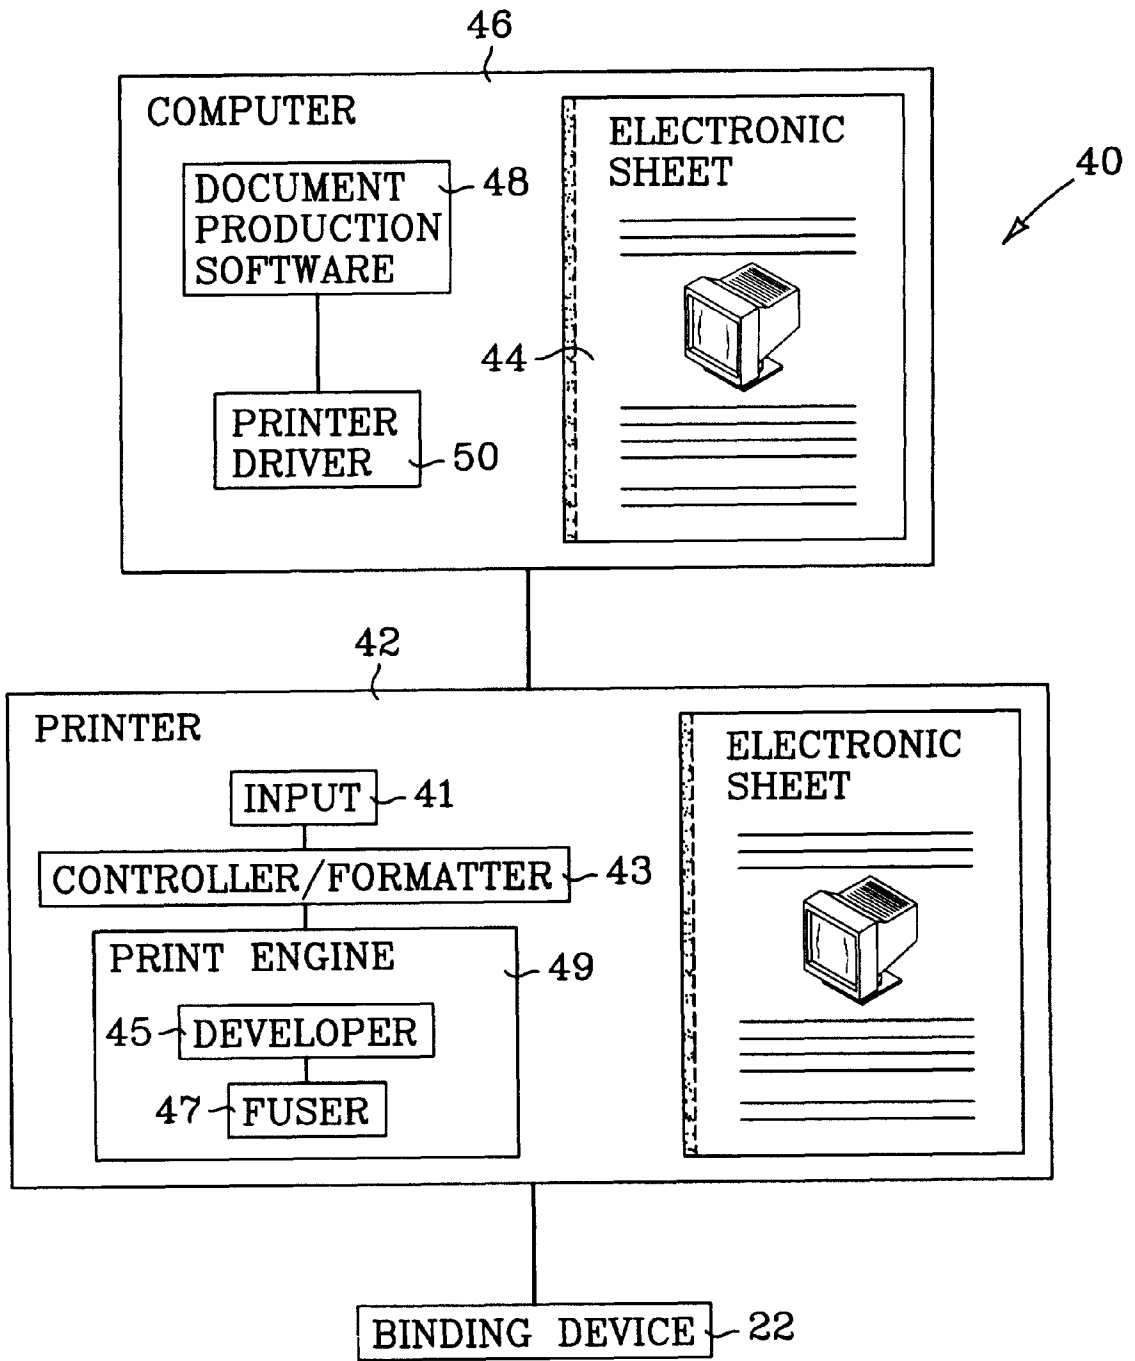 46
COMPUTER
ELECTRONIC
SHEET
40
DOCUMENT
PRODUCTION
SOFTWARE
48
44
PRINTER
DRIVER
50
42
PRINTER
ELECTRONIC
SHEET
INPUT
41
CONTROLLER/FORMATTER
43
PRINT ENGINE
49
45
DEVELOPER
47
FUSER
BINDING DEVICE
22